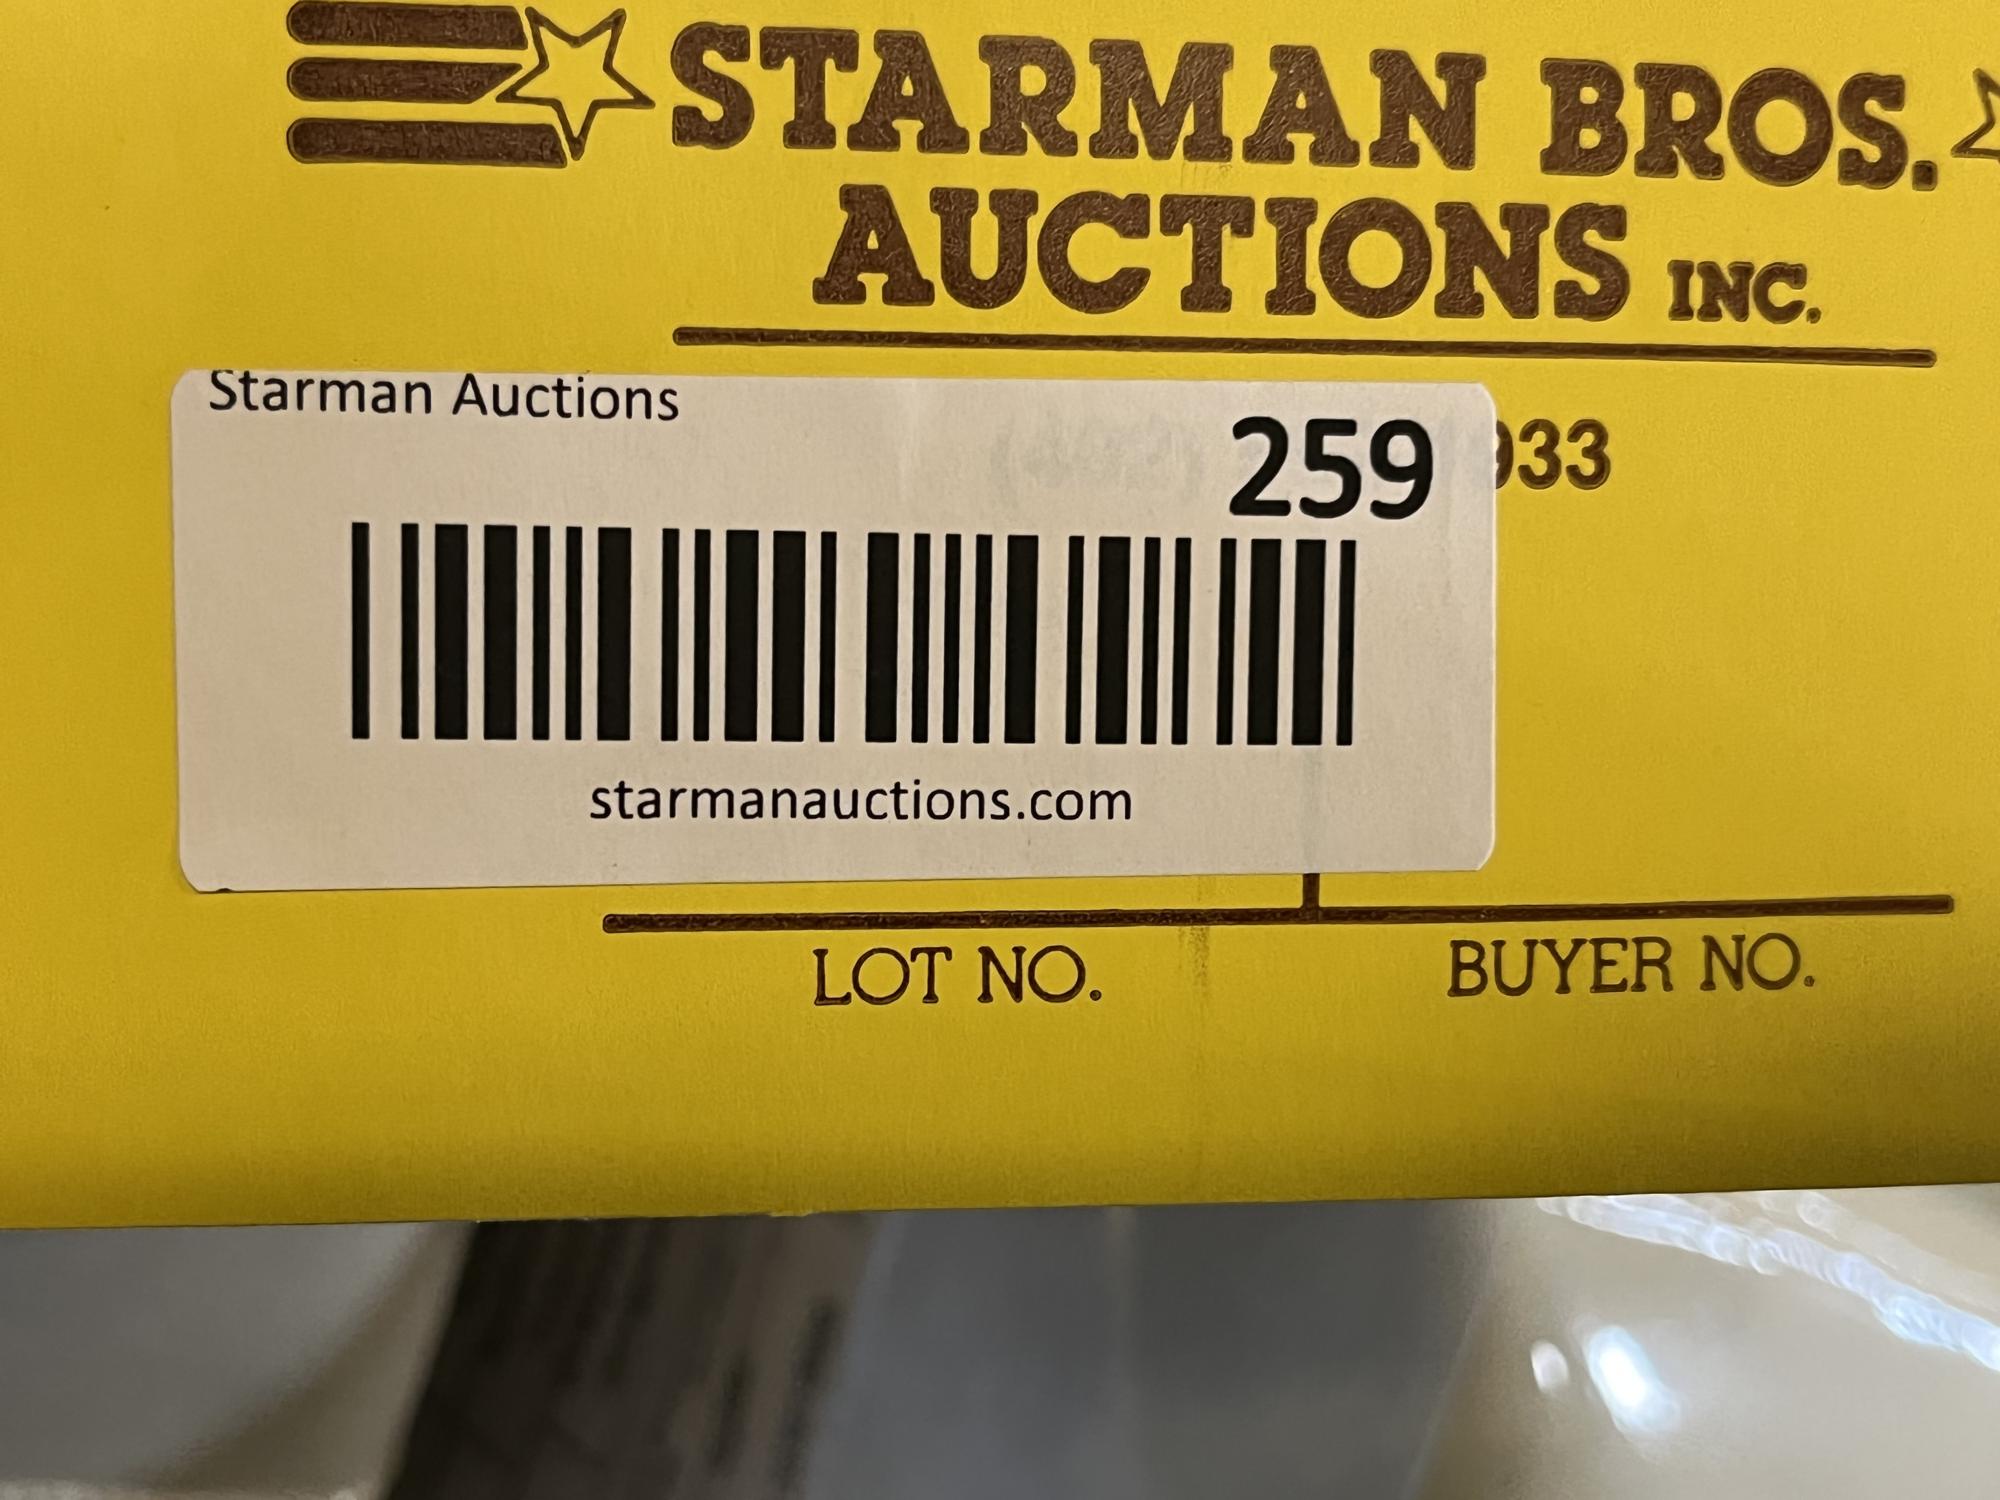 STARMAN BROS.
AUCTIONS INC.
Starman Auctions
259
933
starmanauctions.com
LOT NO.
BUYER NO.